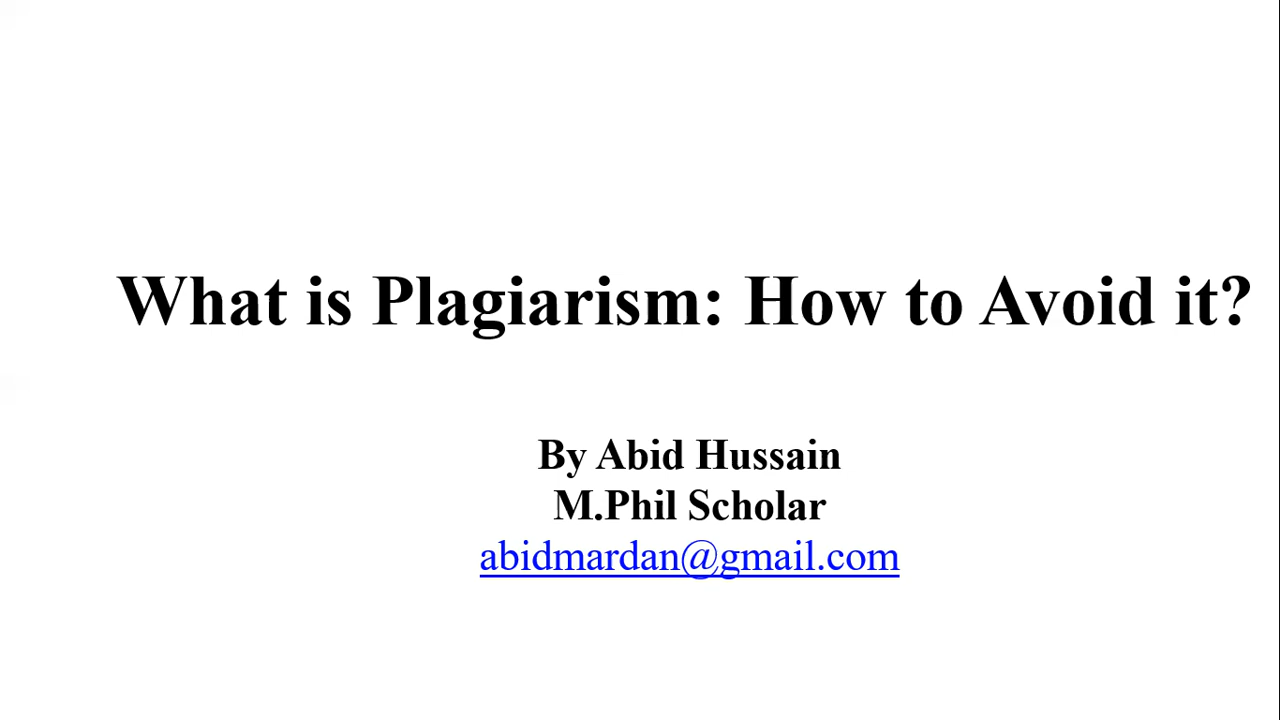 What is Plagiarism: How to Avoid it?
By Abid Hussain
M.Phil Scholar
abidmardan@gmail.com